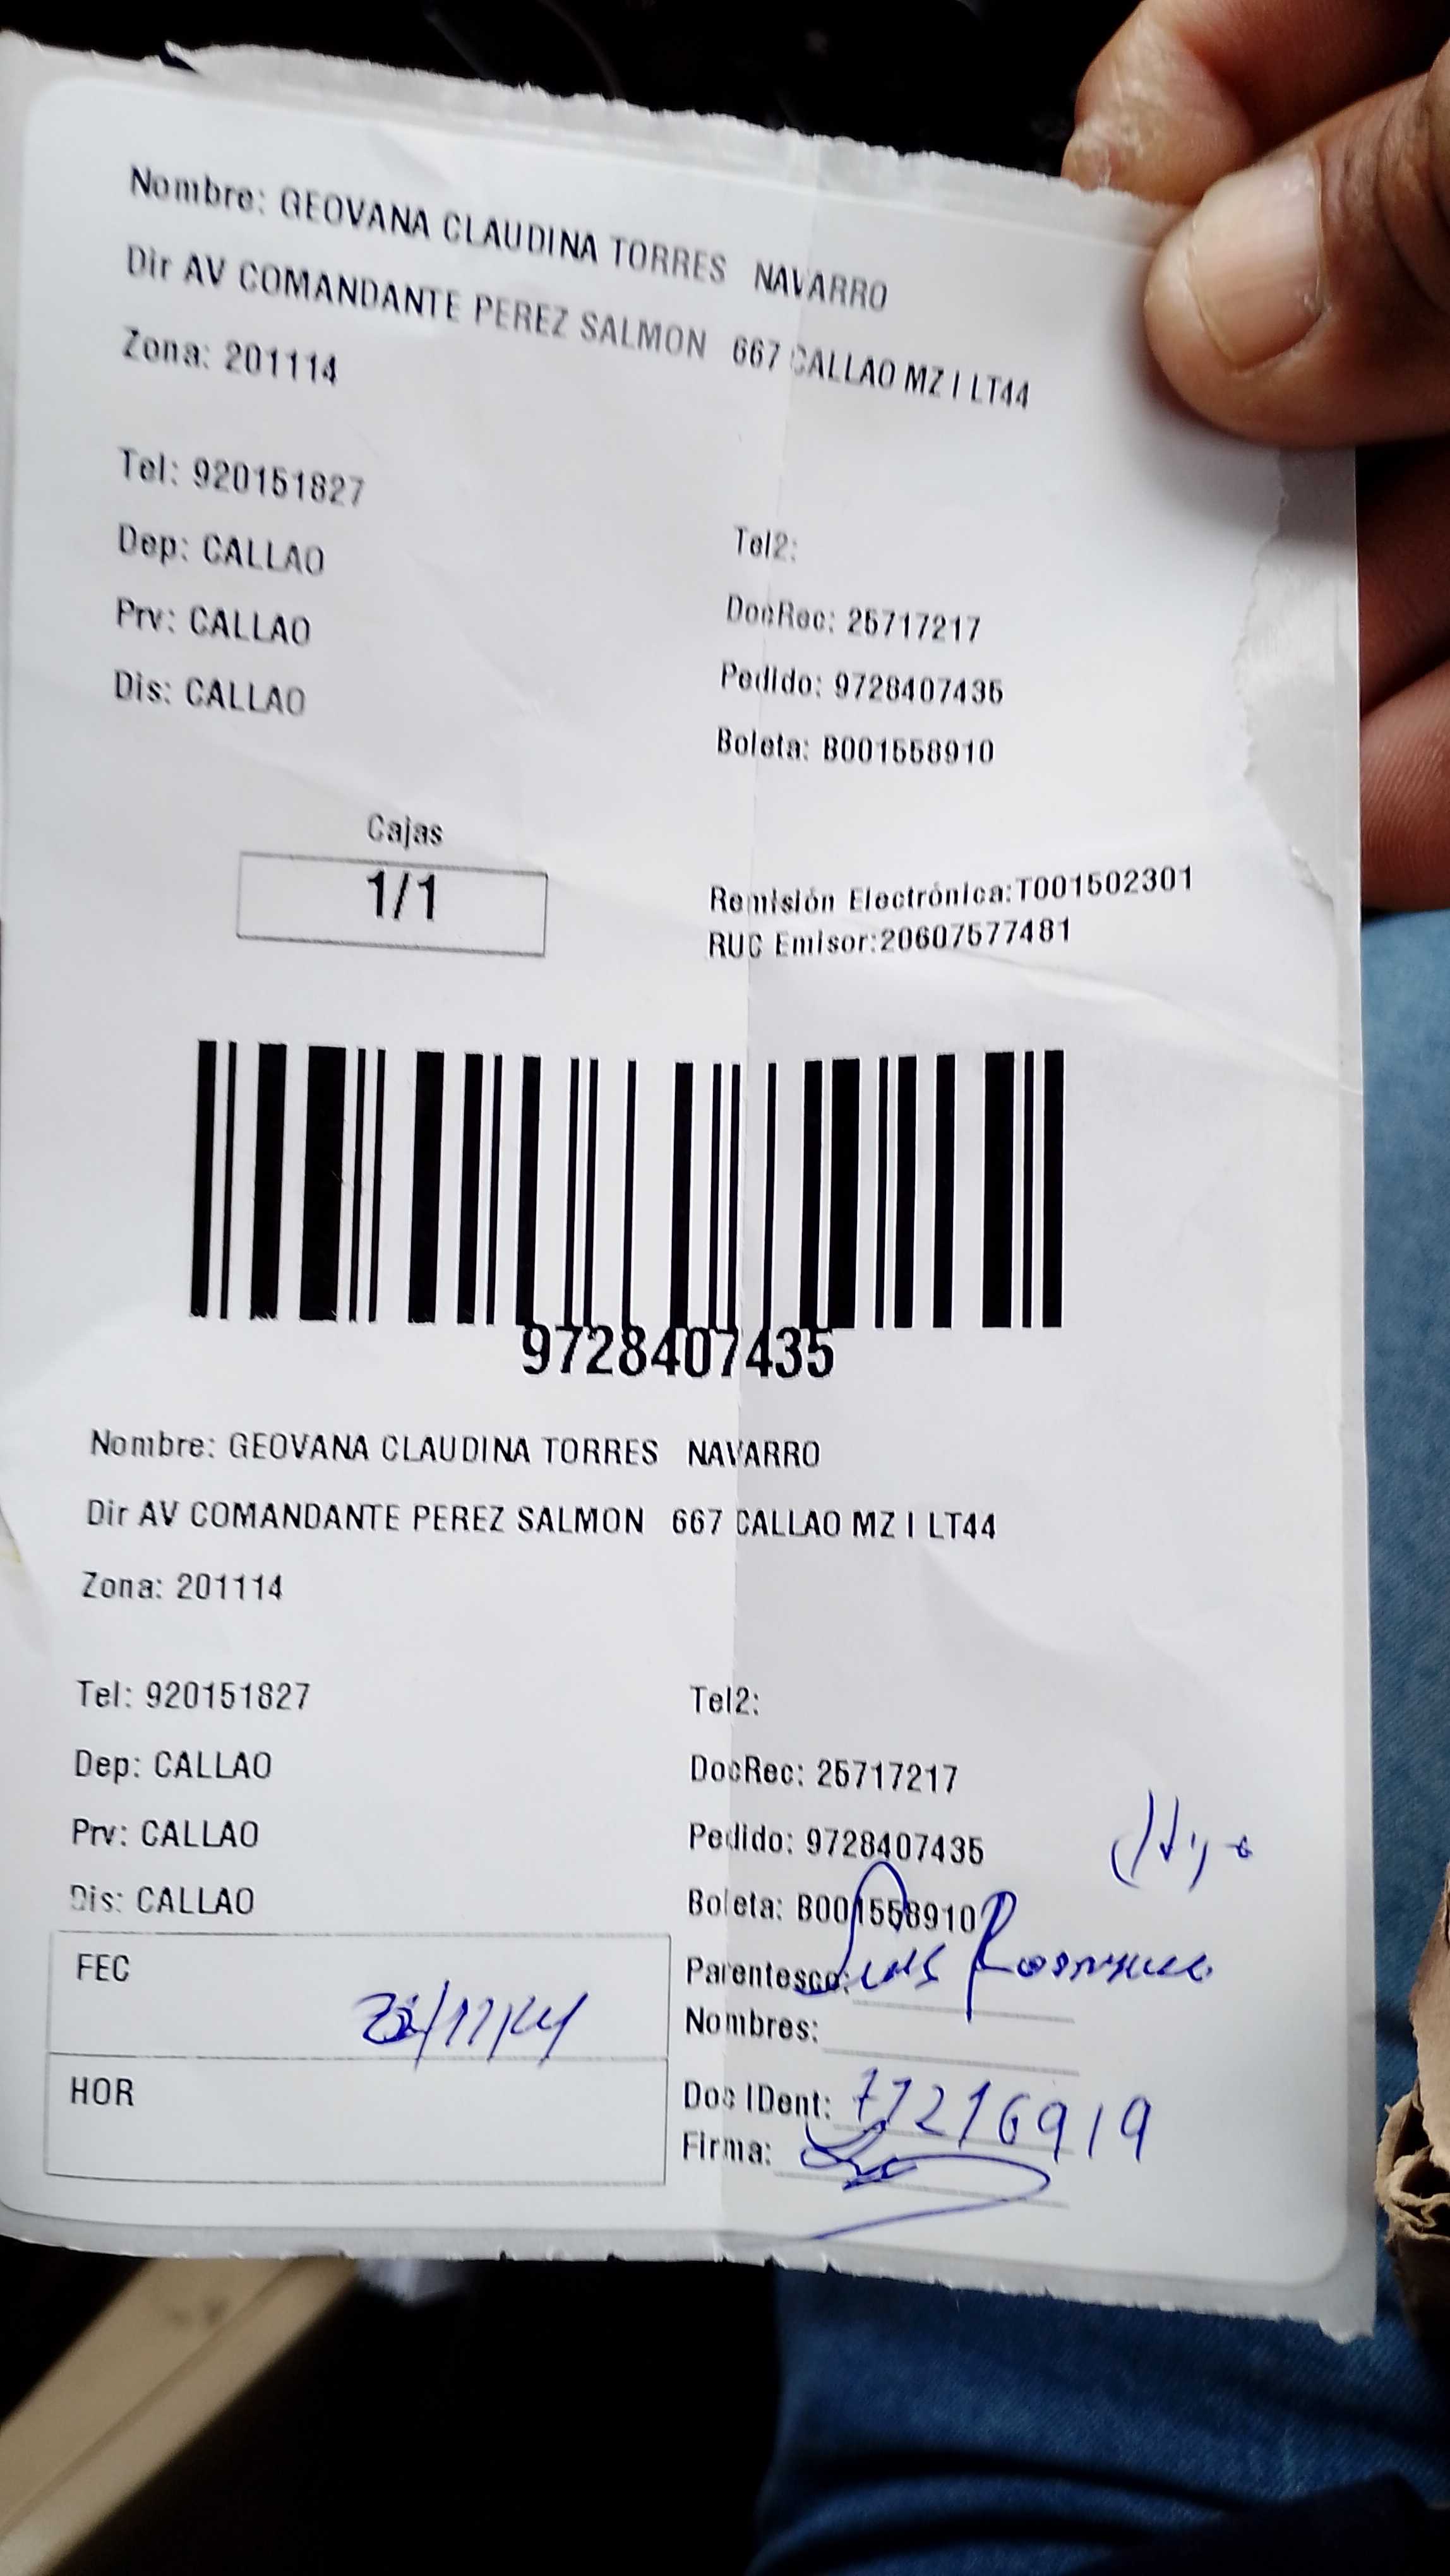 Nombre: GEOVANA CLAUDINA TORRES NAVARRO
Dir AV COMANDANTE PEREZ SALMON 667 CALLAO MZ I LT44
Zona: 201114
Tel: 920151827
Tel2:
Dep: CALLAO
DocRec: 25717217
Prv: CALLAO
Pedido: 9728407435
Dis: CALLAO
Boleta: B001558910
Cajas
1/1
Remisión Electrónica:T001502301
RUC Emisor:20607577481
9728407435
Nombre: GEOVANA CLAUDINA TORRES NAVARRO
Dir AV COMANDANTE PEREZ SALMON 667 CALLAO MZ I LT44
Zona: 201114
Tel: 920151827
Tel2:
Dep: CALLAO
DocRec: 25717217
Prv: CALLAO
Pedido: 9728407435
Dis: CALLAO
Boleta: B001558910
FEC
Parentesco: Luis
Nombres:
HOR
Doc IDent: 77216919
Firma: